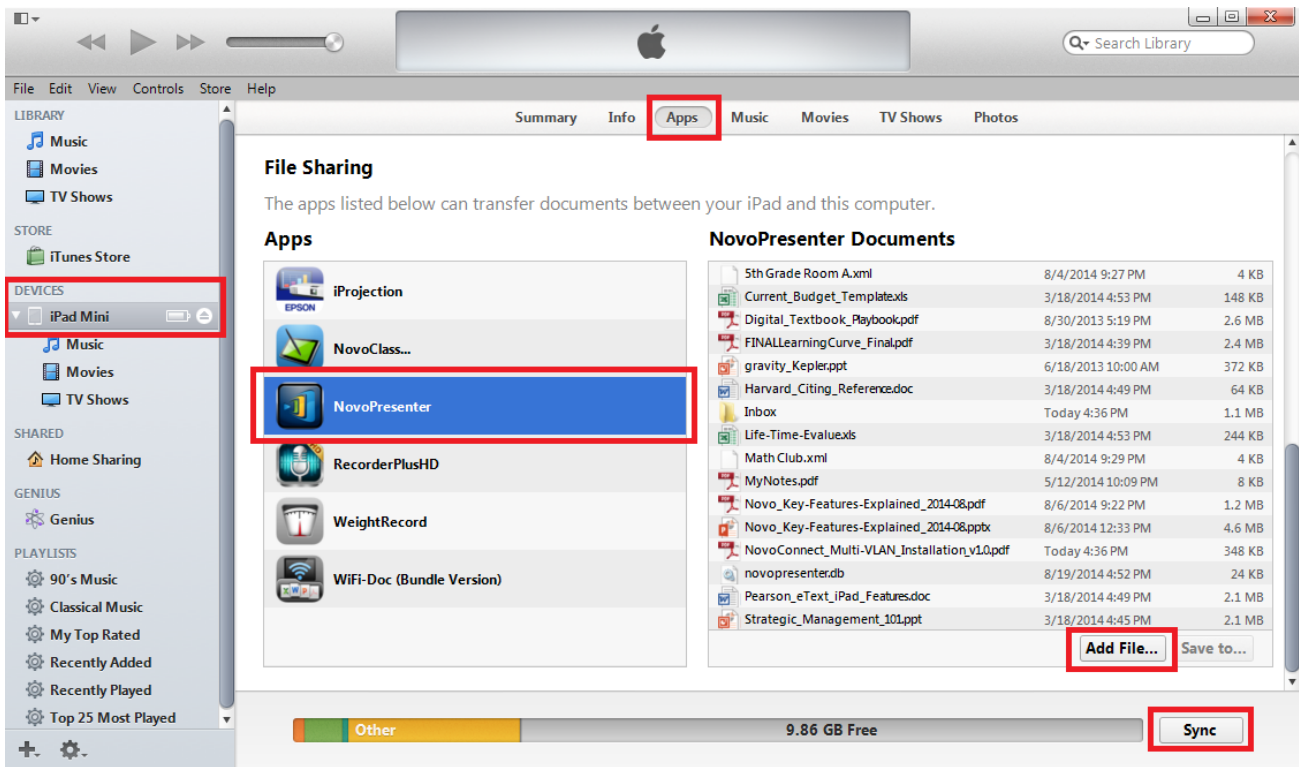 Search Library
File Edit View Controls Store Help
LIBRARY
Music
Movies
TV Shows
STORE
iTunes Store
DEVICES
iPad Mini
Music
Movies
TV Shows
SHARED
Home Sharing
GENIUS
Genius
PLAYLISTS
90's Music
Classical Music
My Top Rated
Recently Added
Recently Played
Top 25 Most Played
Summary Info Apps Music Movies TV Shows Photos
File Sharing
The apps listed below can transfer documents between your iPad and this computer.
Apps
EPSON
iProjection
NovoClass...
NovoPresenter
RecorderPlusHD
WeightRecord
X W P
WiFi-Doc (Bundle Version)
NovoPresenter Documents
5th Grade Room A.xml 8/4/2014 9:27 PM 4 KB
Current_Budget_Template.xls 3/18/2014 4:53 PM 148 KB
Digital_Textbook_Playbook.pdf 8/30/2013 5:19 PM 2.6 MB
FINALLearningCurve_Final.pdf 3/18/2014 4:39 PM 2.4 MB
gravity_Kepler.ppt 6/18/2013 10:00 AM 372 KB
Harvard_Citing_Reference.doc 3/18/2014 4:49 PM 64 KB
Inbox Today 4:36 PM 1.1 MB
Life-Time-Evalue.xls 3/18/2014 4:53 PM 244 KB
Math Club.xml 8/4/2014 9:29 PM 4 KB
MyNotes.pdf 5/12/2014 10:09 PM 8 KB
Novo_Key-Features-Explained_2014-08.pdf 8/6/2014 9:22 PM 1.2 MB
Novo_Key-Features-Explained_2014-08.pptx 8/6/2014 12:33 PM 4.6 MB
NovoConnect_Multi-VLAN_Installation_v1.0.pdf Today 4:36 PM 348 KB
novopresenter.db 8/19/2014 4:52 PM 24 KB
Pearson_eText_iPad_Features.doc 3/18/2014 4:49 PM 2.1 MB
Strategic_Management_101.ppt 3/18/2014 4:45 PM 2.1 MB
Add File... Save to...
Other 9.86 GB Free Sync